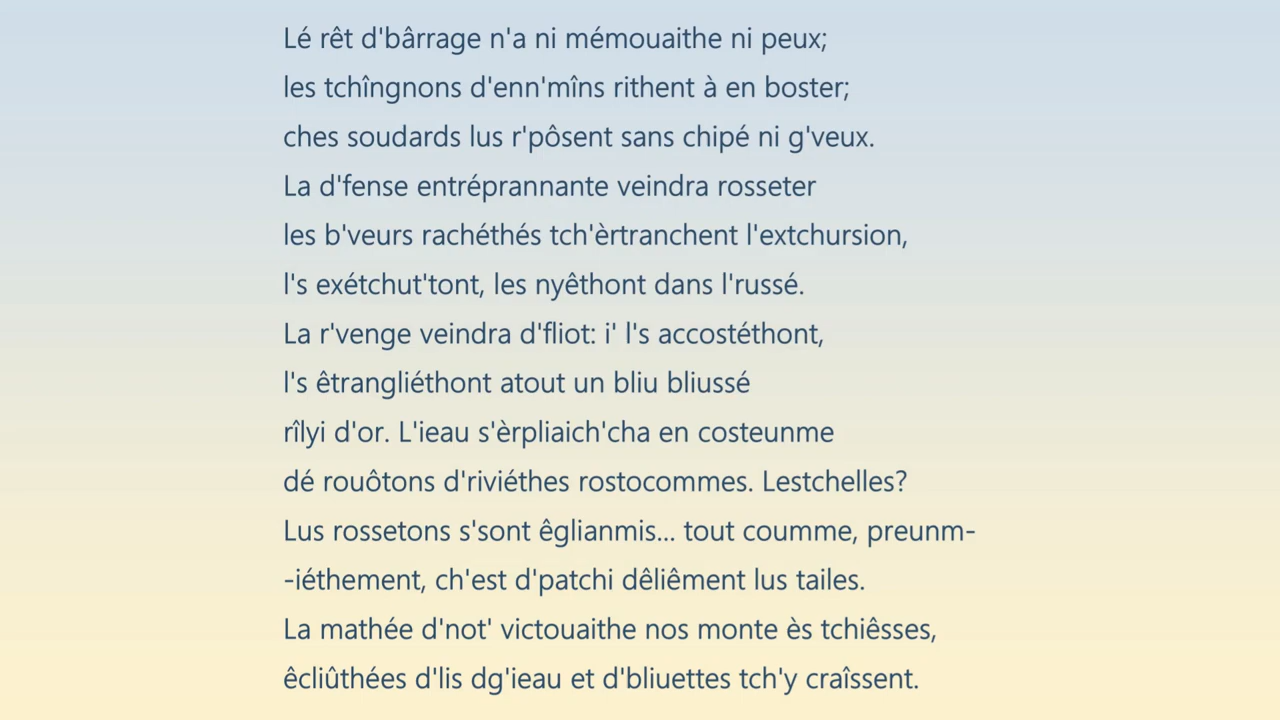 Lé rêt d'bârrage n'a ni mémouaithe ni peux;
les tchîngnons d'enn'mîns rithent à en boster;
ches soudards lus r'pôsent sans chipé ni g'veux.
La d'fense entréprannante veindra rosseter
les b'veurs rachéthés tch'èrtranchent l'extchursion,
l's exétchut'tont, les nyêthont dans l'russé.
La r'venge veindra d'fliot: i' l's accostéthont,
l's êtrangliéthont atout un bliu bliussé
rîlyi d'or. L'ieau s'èrpliaich'cha en costeunme
dé rouôtons d'riviéthes rostocommes. Lestchelles?
Lus rossetons s'sont êglianmis... tout coumme, preunm-
-iéthement, ch'est d'patchi dêliêment lus tailes.
La mathée d'not' victouaithe nos monte ès tchiêsses,
êcliûthées d'lis dg'ieau et d'bliuettes tch'y craîssent.